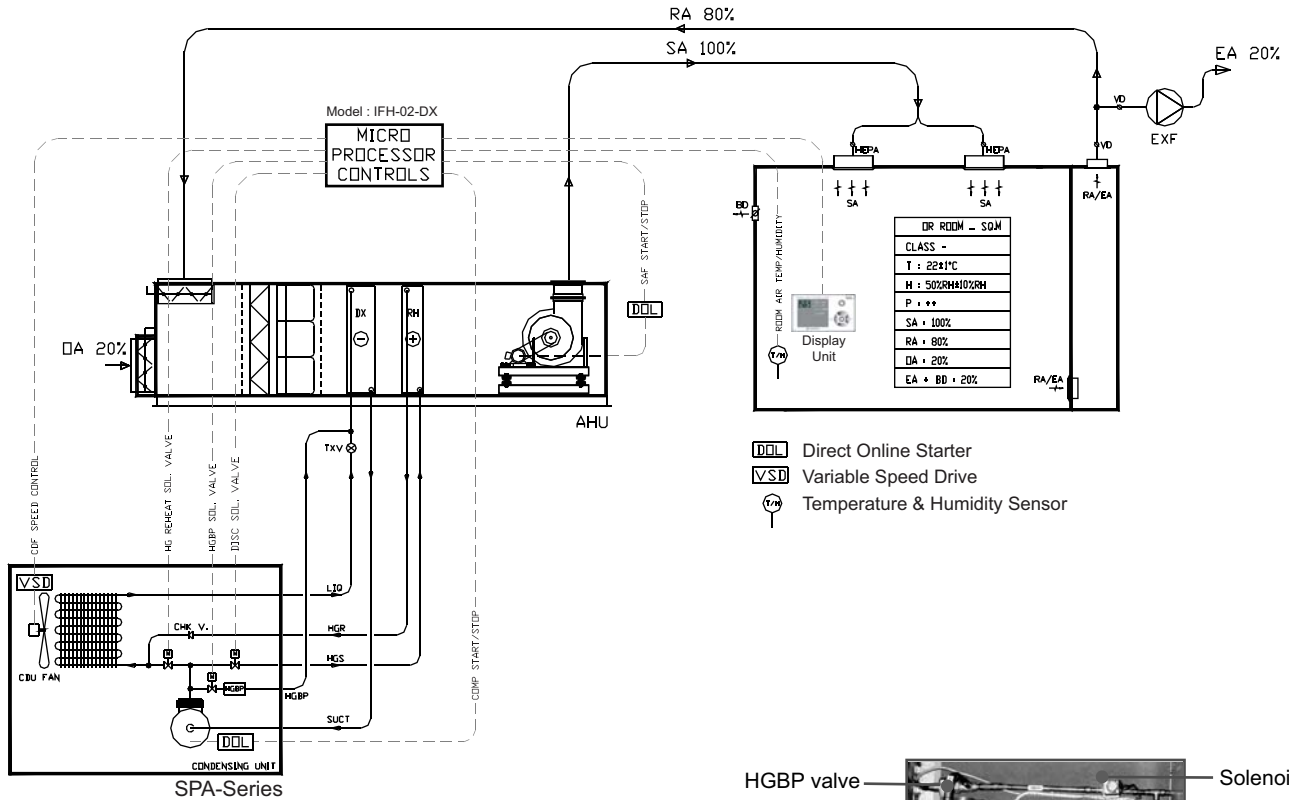 RA 80%
SA 100%
EA 20%
Model : IFH-02-DX
MICRO
PROCESSOR
CONTROLS
VD
EXF
VD
HEPA
HEPA
SA
SA
RA/EA
BD
ROOM AIR TEMP/HUMIDITY
T/H
Display
Unit
OR ROOM _ SQM
CLASS -
T : 22±1°C
H : 50%RH±10%RH
P : ++
SA : 100%
RA : 80%
OA : 20%
EA + BD : 20%
RA/EA
SAF START/STOP
DOL
OA 20%
DX
RH
AHU
TXV
DOL Direct Online Starter
VSD Variable Speed Drive
T/H Temperature & Humidity Sensor
CDF SPEED CONTROL
HG REHEAT SOL. VALVE
HGBP SOL. VALVE
DISC SOL. VALVE
COMP START/STOP
VSD
CDU FAN
LIQ
CHK V.
HGR
HGS
HGBP
HGBP
SUCT
DOL
CONDENSING UNIT
SPA-Series
HGBP valve
Solenoi